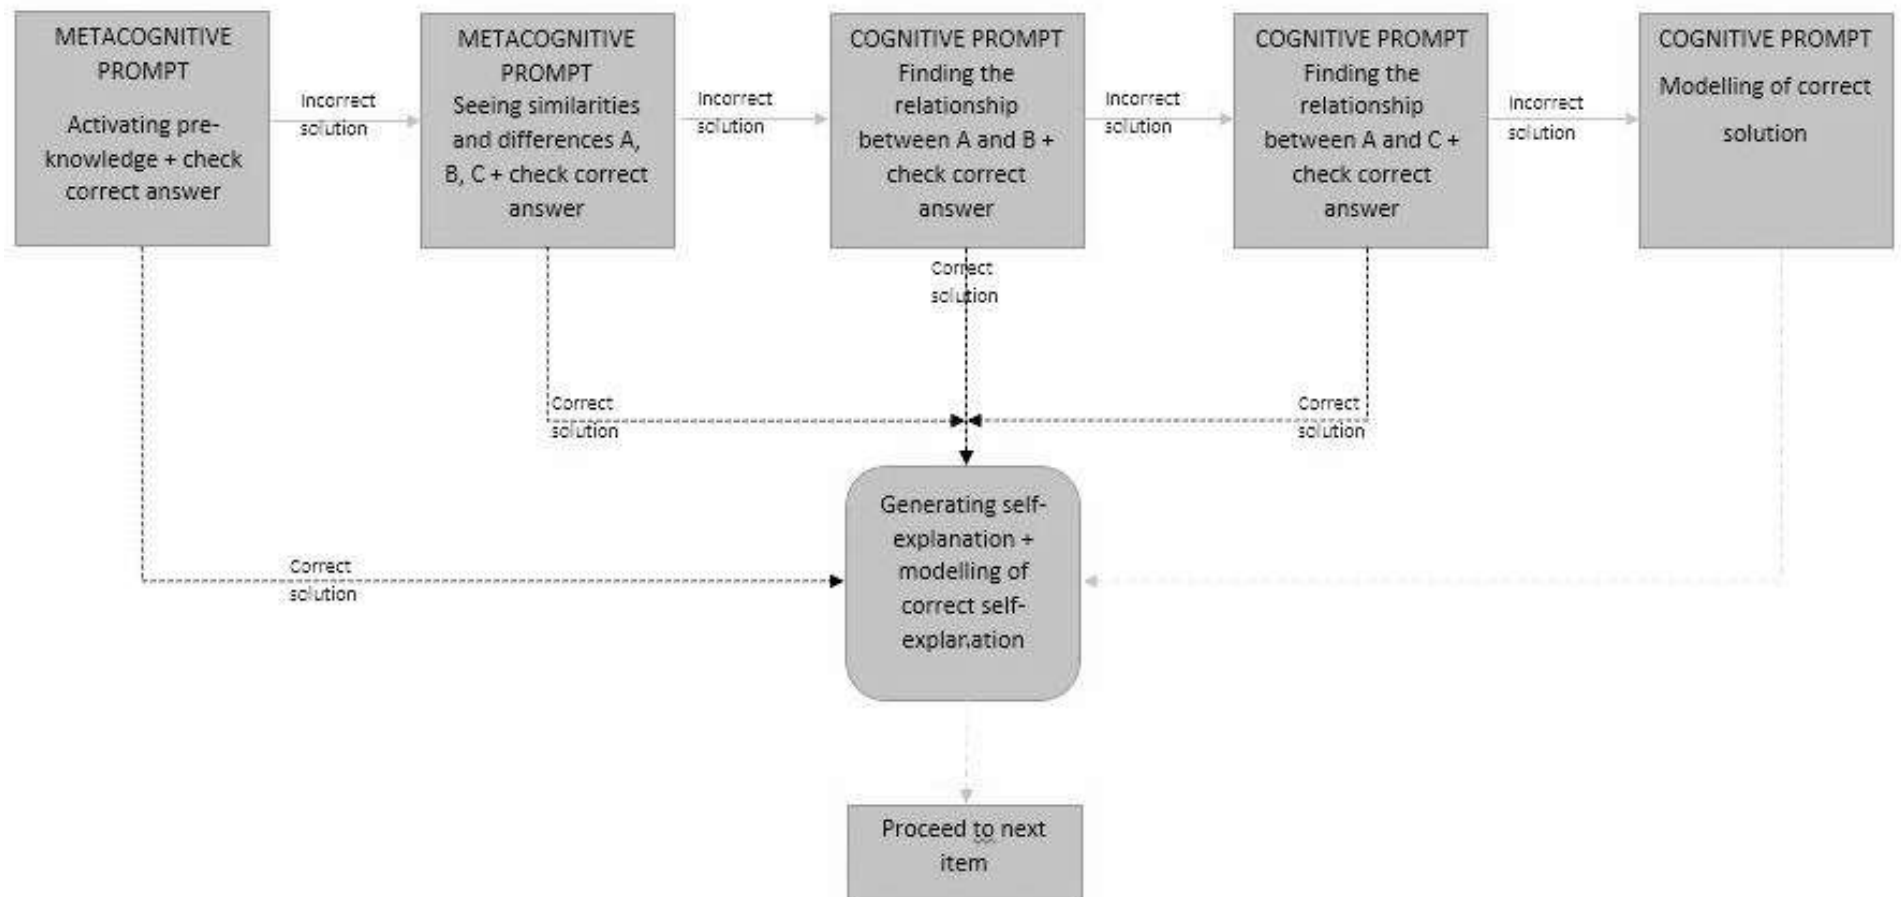 METACOGNITIVE
PROMPT
Activating pre-
knowledge + check
correct answer
Incorrect
solution
METACOGNITIVE
PROMPT
Seeing similarities
and differences A,
B, C + check correct
answer
Incorrect
solution
COGNITIVE PROMPT
Finding the
relationship
between A and B +
check correct
answer
Incorrect
solution
COGNITIVE PROMPT
Finding the
relationship
between A and C +
check correct
answer
Incorrect
solution
COGNITIVE PROMPT
Modelling of correct
solution
Correct
solution
Correct
solution
Correct
solution
Correct
solution
Generating self-
explanation +
modelling of
correct self-
explanation
Proceed to next
item